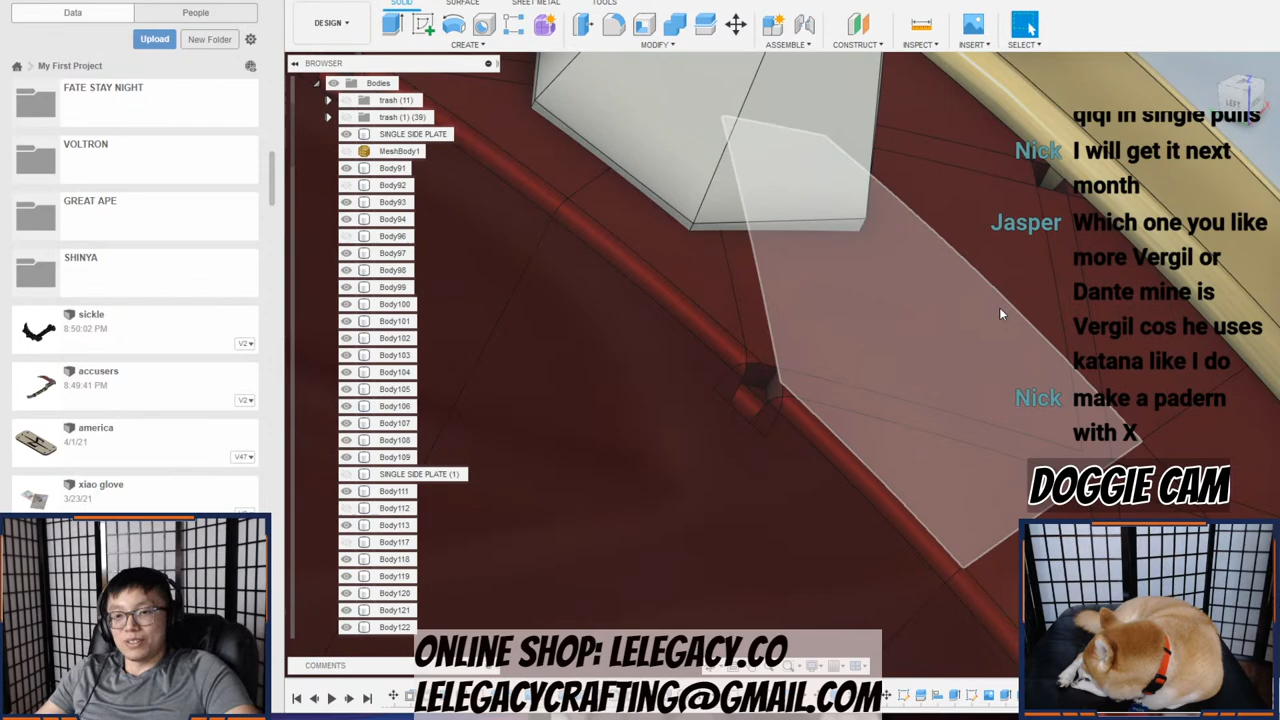 Data
People
Upload
New Folder
My First Project
FATE STAY NIGHT
VOLTRON
GREAT APE
SHINYA
sickle
8:50:02 PM
V2
accusers
8:49:41 PM
V2
america
4/1/21
V47
xiao glove
3/23/21
DESIGN
SOLID
SURFACE
SHEET METAL
TOOLS
CREATE
MODIFY
ASSEMBLE
CONSTRUCT
INSPECT
INSERT
SELECT
BROWSER
Bodies
trash (11)
trash (1) (39)
SINGLE SIDE PLATE
MeshBody1
Body91
Body92
Body93
Body94
Body96
Body97
Body98
Body99
Body100
Body101
Body102
Body103
Body104
Body105
Body106
Body107
Body108
Body109
SINGLE SIDE PLATE (1)
Body111
Body112
Body113
Body117
Body118
Body119
Body120
Body121
Body122
COMMENTS
LEFT
Z
qiqi in single pulls
Nick I will get it next
month
Jasper Which one you like
more Vergil or
Dante mine is
Vergil cos he uses
katana like I do
Nick make a padern
with X
DOGGIE CAM
ONLINE SHOP: LELEGACY.CO
LELEGACYCRAFTING@GMAIL.COM